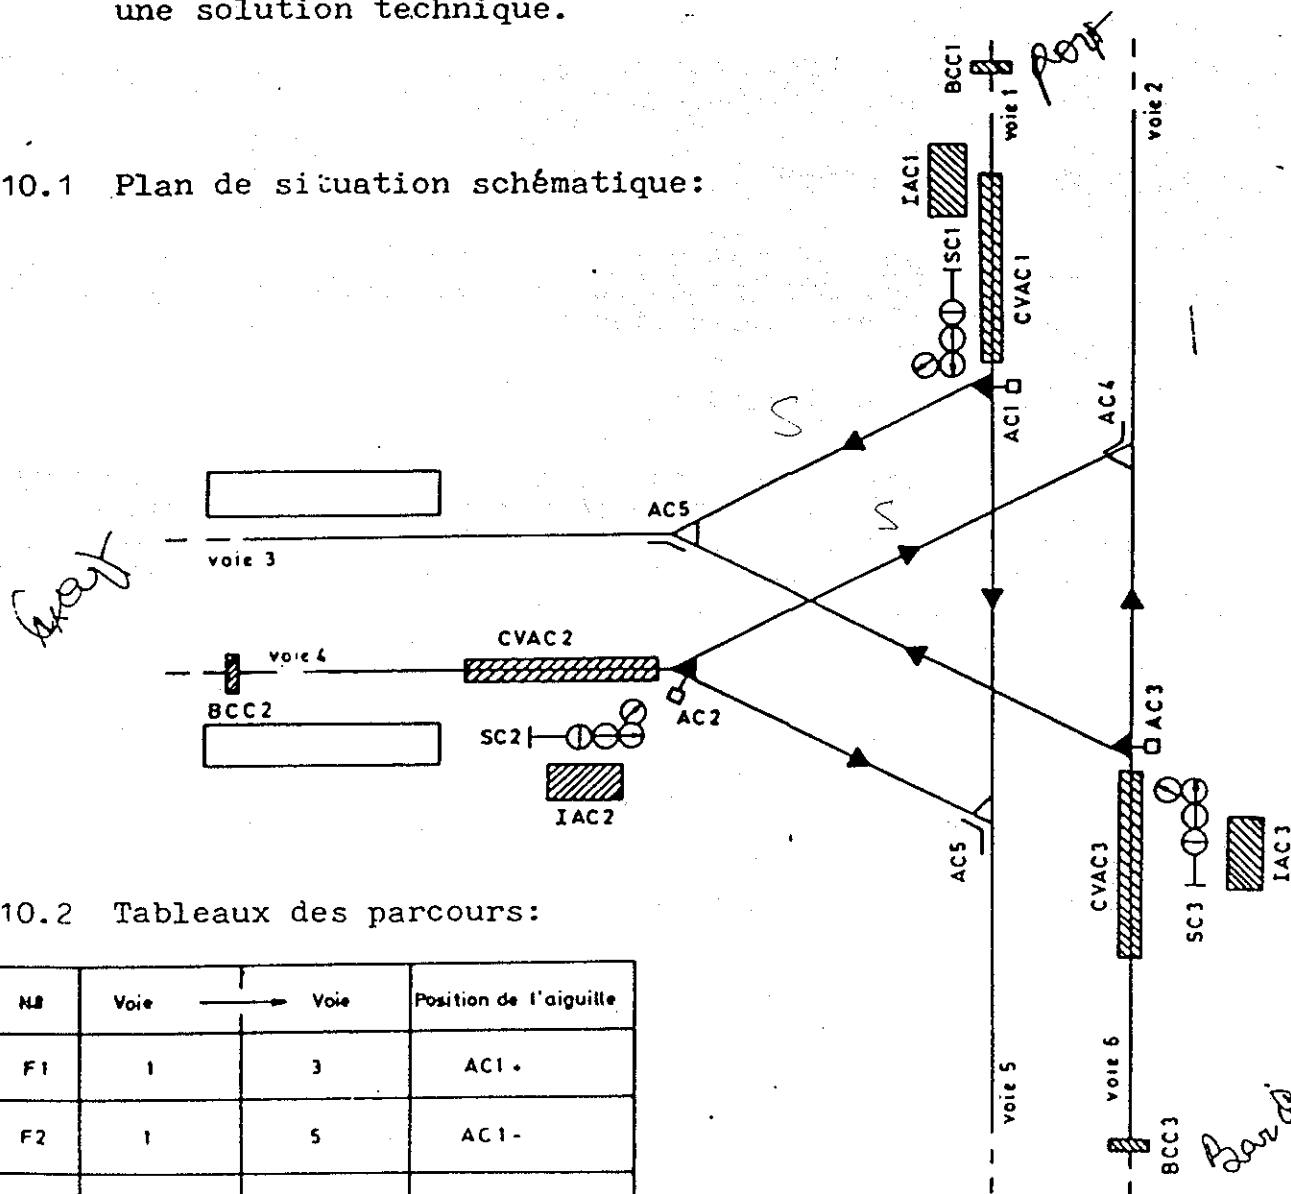 une solution technique.
BCC1
voie 1
voie 2
10.1 Plan de situation schématique:
IAC1
SC1
CVAC1
AC1
AC4
S
S
AC5
voie 3
CVAC2
voie 4
BCC2
AC2
SC2
IAC2
AC3
AC5
CVAC3
SC3
IAC3
10.2 Tableaux des parcours:
Voie → Voie Position de l'aiguille
F1 1 3 AC1+
F2 1 5 AC1-
voie 5
voie 6
BCC3